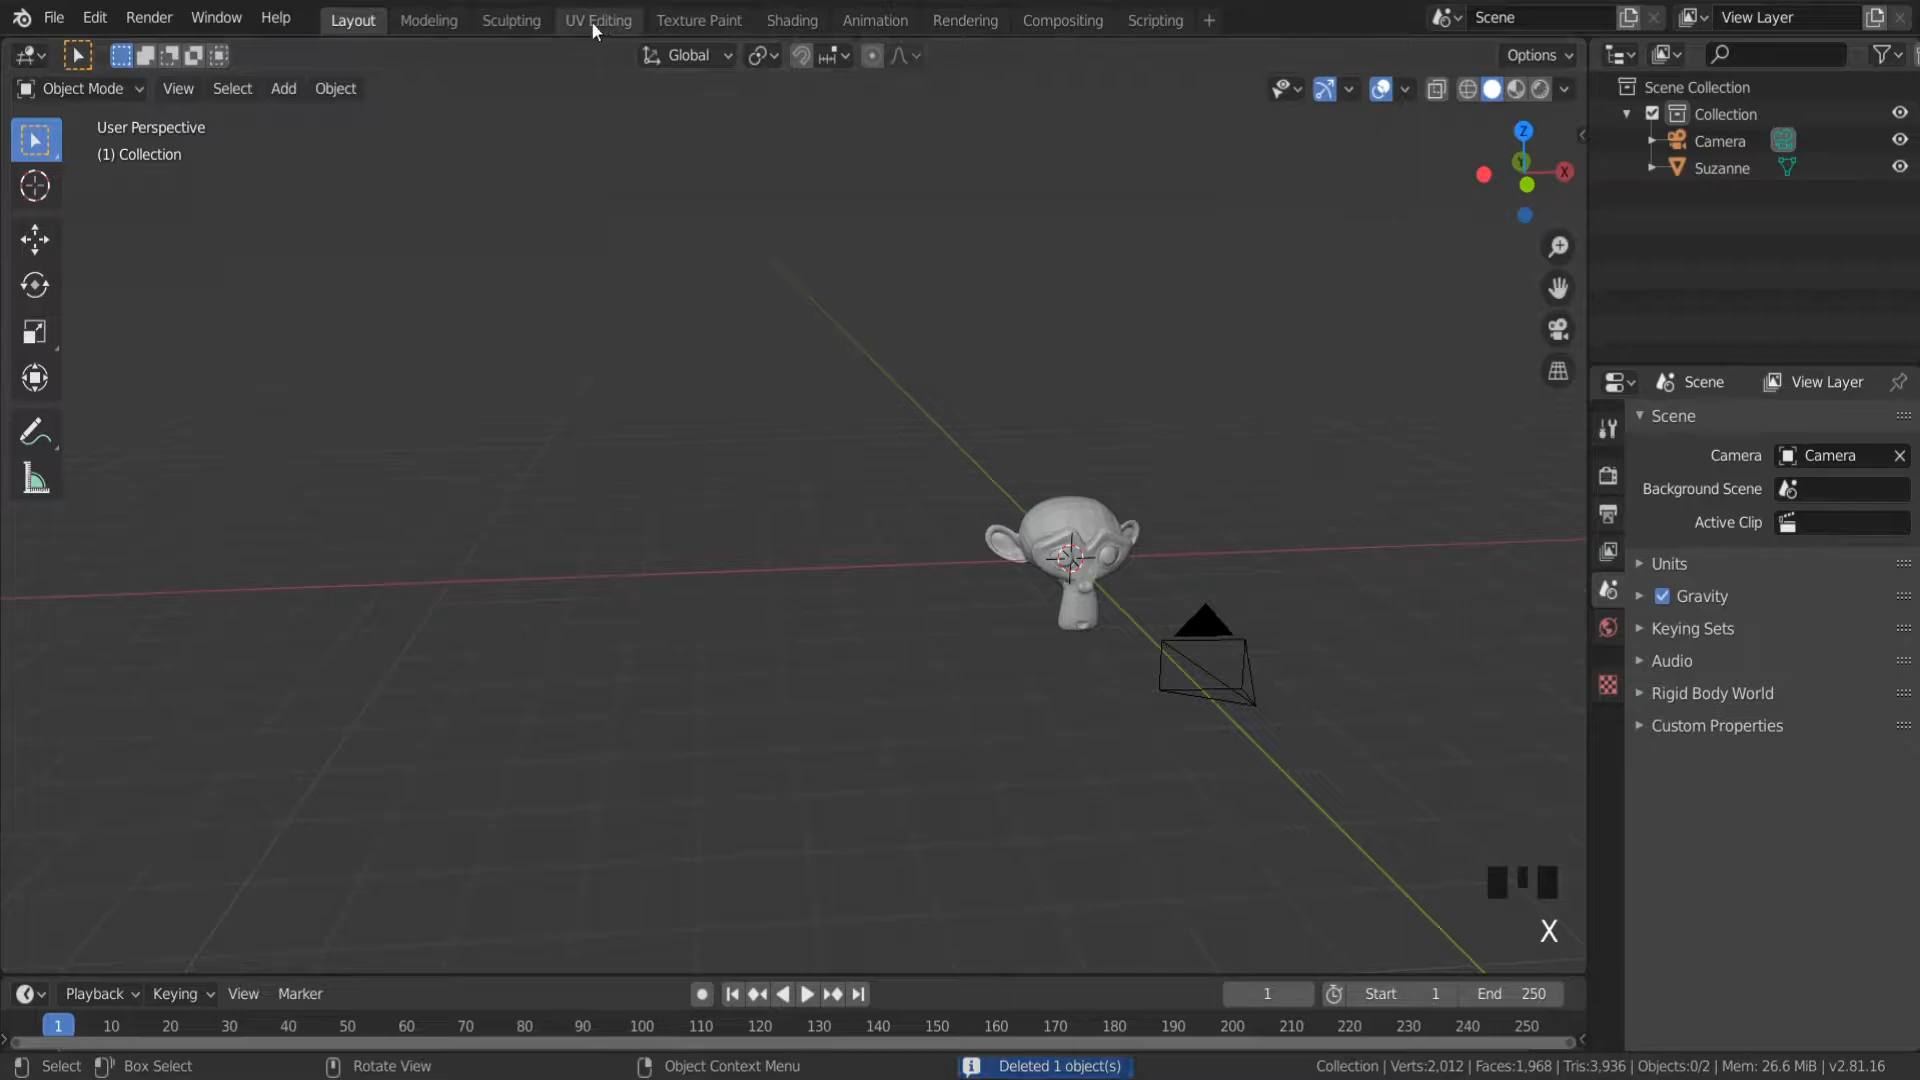 File Edit Render Window Help Layout Modeling Sculpting UV Editing Texture Paint Shading Animation Rendering Compositing Scripting + Scene View Layer
Global Options
Object Mode View Select Add Object
User Perspective
(1) Collection
Z
Y
X
Scene Collection
Collection
Camera
Suzanne
Scene View Layer
Scene
Camera Camera
Background Scene
Active Clip
Units
Gravity
Keying Sets
Audio
Rigid Body World
Custom Properties
X
Playback Keying View Marker 1 Start 1 End 250
1 10 20 30 40 50 60 70 80 90 100 110 120 130 140 150 160 170 180 190 200 210 220 230 240 250
Select Box Select Rotate View Object Context Menu Deleted 1 object(s) Collection | Verts:2,012 | Faces:1,968 | Tris:3,936 | Objects:0/2 | Mem: 26.6 MiB | v2.81.16